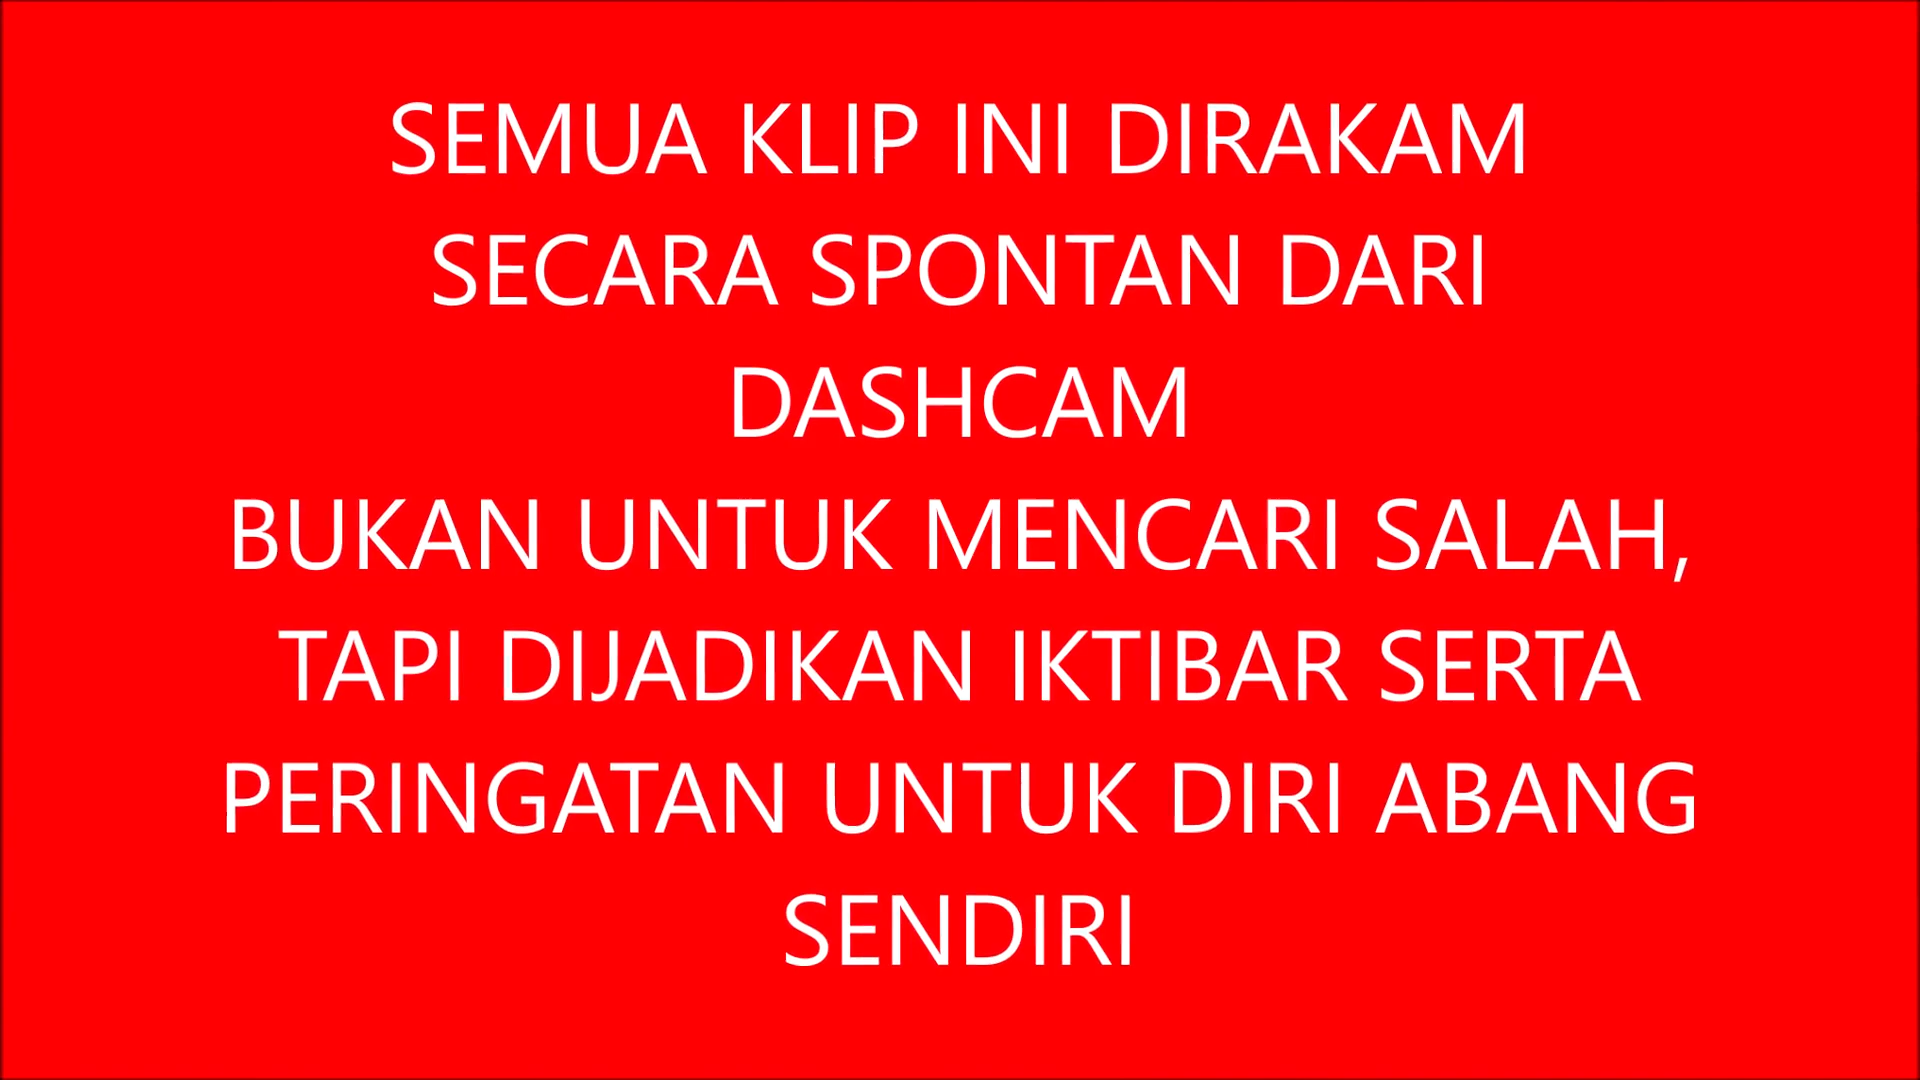 SEMUA KLIP INI DIRAKAM
SECARA SPONTAN DARI
DASHCAM
BUKAN UNTUK MENCARI SALAH,
TAPI DIJADIKAN IKTIBAR SERTA
PERINGATAN UNTUK DIRI ABANG
SENDIRI